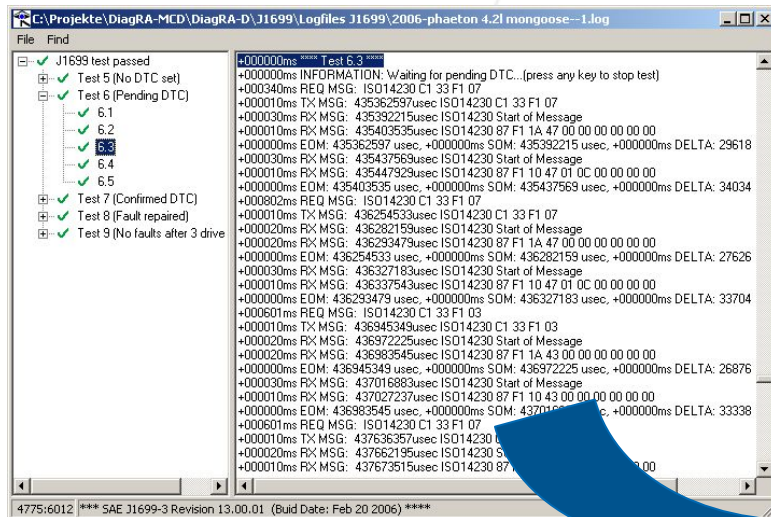 C:\Projekte\DiagRA-MCD\DiagRA-D\J1699\Logfiles J1699\2006-phaeton 4.2l mongoose--1.log
File Find
J1699 test passed
Test 5 (No DTC set)
Test 6 (Pending DTC)
6.1
6.2
6.3
6.4
6.5
Test 7 (Confirmed DTC)
Test 8 (Fault repaired)
Test 9 (No faults after 3 drive
+000000ms **** Test 6.3 ****
+000000ms INFORMATION: Waiting for pending DTC...(press any key to stop test)
+000340ms REQ MSG: ISO14230 C1 33 F1 07
+000010ms TX MSG: 435362597usec ISO14230 C1 33 F1 07
+000030ms RX MSG: 435392215usec ISO14230 Start of Message
+000010ms RX MSG: 435403535usec ISO14230 87 F1 1A 47 00 00 00 00 00 00
+000000ms EOM: 435362597 usec, +000000ms SOM: 435392215 usec, +000000ms DELTA: 29618
+000030ms RX MSG: 435437569usec ISO14230 Start of Message
+000010ms RX MSG: 435447929usec ISO14230 87 F1 10 47 01 0C 00 00 00 00
+000000ms EOM: 435403535 usec, +000000ms SOM: 435437569 usec, +000000ms DELTA: 34034
+000802ms REQ MSG: ISO14230 C1 33 F1 07
+000010ms TX MSG: 436254533usec ISO14230 C1 33 F1 07
+000020ms RX MSG: 436282159usec ISO14230 Start of Message
+000020ms RX MSG: 436293479usec ISO14230 87 F1 1A 47 00 00 00 00 00 00
+000000ms EOM: 436254533 usec, +000000ms SOM: 436282159 usec, +000000ms DELTA: 27626
+000030ms RX MSG: 436327183usec ISO14230 Start of Message
+000010ms RX MSG: 436337543usec ISO14230 87 F1 10 47 01 0C 00 00 00 00
+000000ms EOM: 436293479 usec, +000000ms SOM: 436327183 usec, +000000ms DELTA: 33704
+000601ms REQ MSG: ISO14230 C1 33 F1 03
+000010ms TX MSG: 436945349usec ISO14230 C1 33 F1 03
+000020ms RX MSG: 436972225usec ISO14230 Start of Message
+000020ms RX MSG: 436983545usec ISO14230 87 F1 1A 43 00 00 00 00 00 00
+000000ms EOM: 436945349 usec, +000000ms SOM: 436972225 usec, +000000ms DELTA: 26876
+000030ms RX MSG: 437016883usec ISO14230 Start of Message
+000010ms RX MSG: 437027237usec ISO14230 87 F1 10 43 00 00 00 00 00 00
+000000ms EOM: 436983545 usec, +000000ms SOM: usec, +000000ms DELTA: 33338
+000601ms REQ MSG: ISO14230 C1 33 F1 07
+000010ms TX MSG: 437636357usec ISO14230
+000020ms RX MSG: 437662195usec ISO14230
+000010ms RX MSG: 437673515usec ISO14230 87 00
4775:6012 *** SAE J1699-3 Revision 13.00.01 (Buid Date: Feb 20 2006) ****